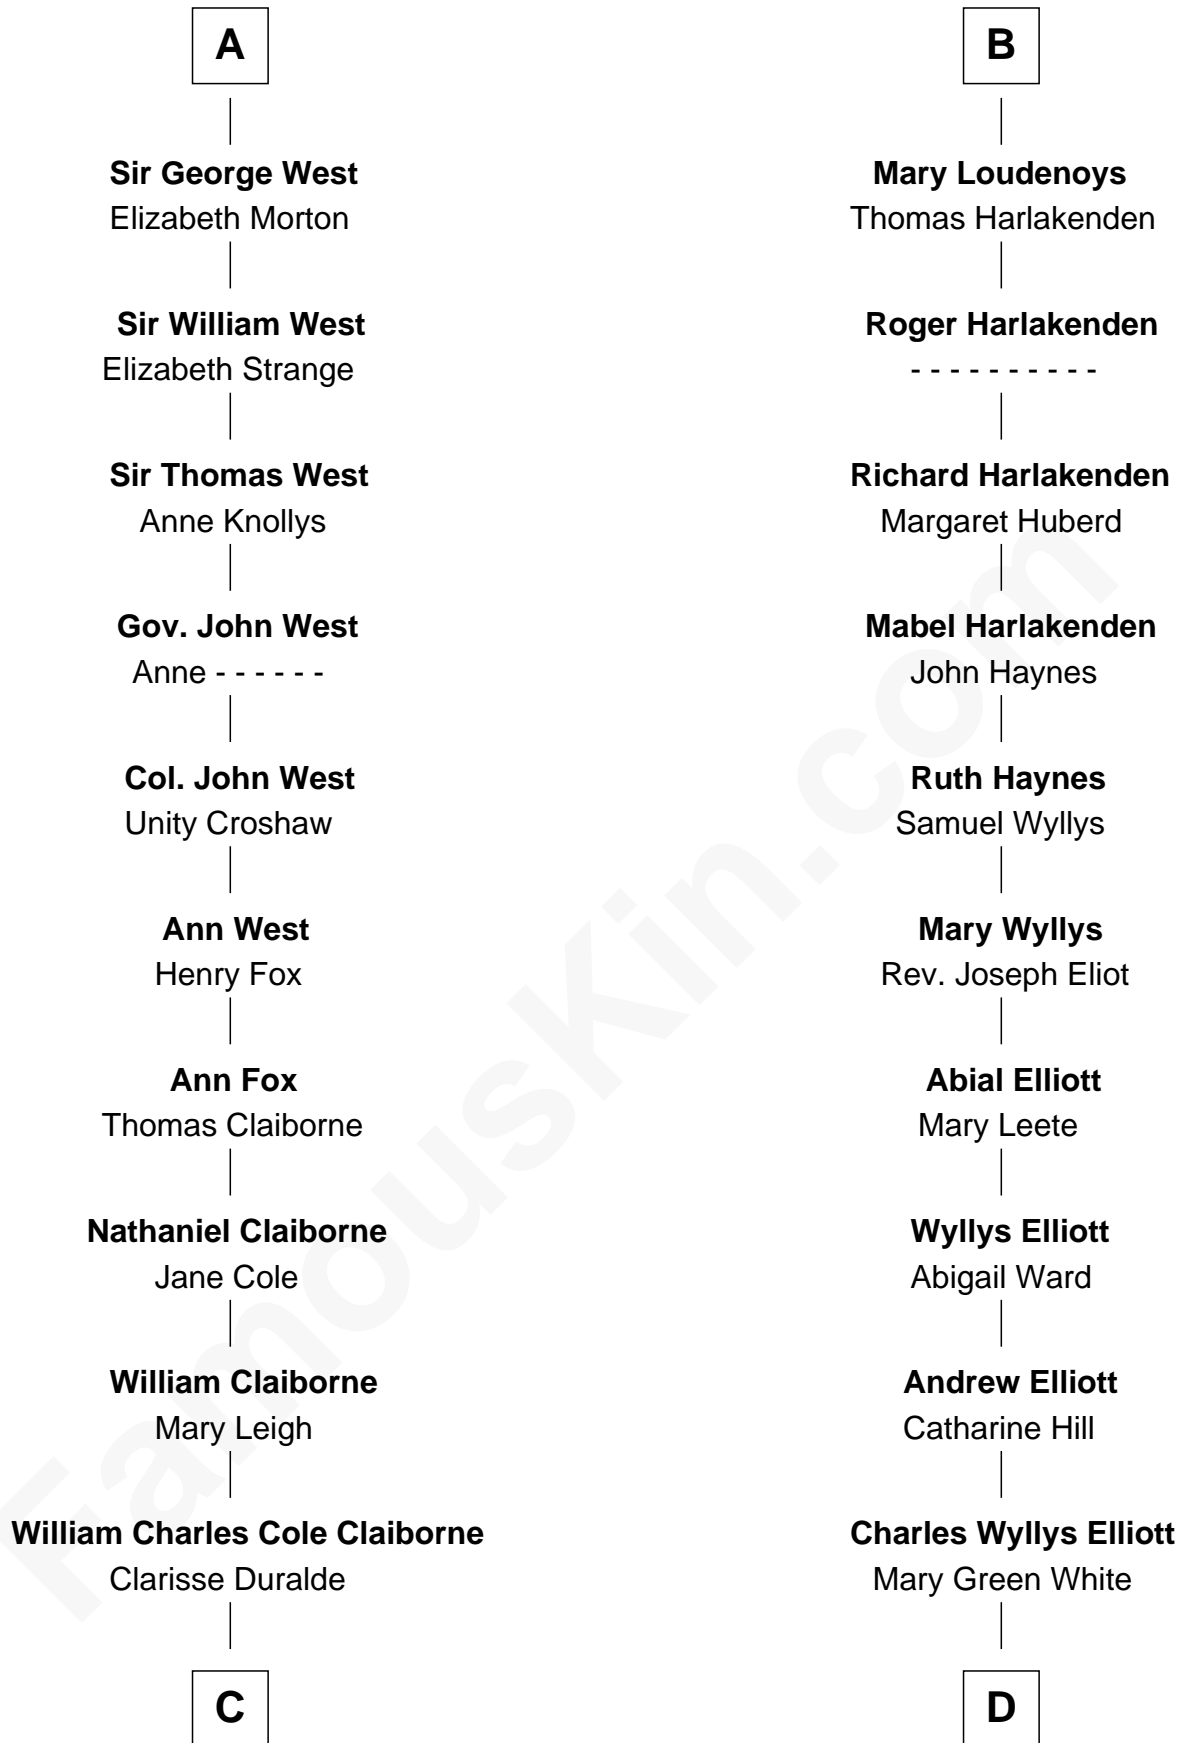 A
Sir George West
Elizabeth Morton
Sir William West
Elizabeth Strange
Sir Thomas West
Anne Knollys
Gov. John West
Anne - - - - - -
Col. John West
Unity Croshaw
Ann West
Henry Fox
Ann Fox
Thomas Claiborne
Nathaniel Claiborne
Jane Cole
William Claiborne
Mary Leigh
William Charles Cole Claiborne
Clarisse Duralde
C
B
Mary Loudenoys
Thomas Harlakenden
Roger Harlakenden
- - - - - - - - - -
Richard Harlakenden
Margaret Huberd
Mabel Harlakenden
John Haynes
Ruth Haynes
Samuel Wyllys
Mary Wyllys
Rev. Joseph Eliot
Abial Elliott
Mary Leete
Wyllys Elliott
Abigail Ward
Andrew Elliott
Catharine Hill
Charles Wyllys Elliott
Mary Green White
D
FamousKin.com